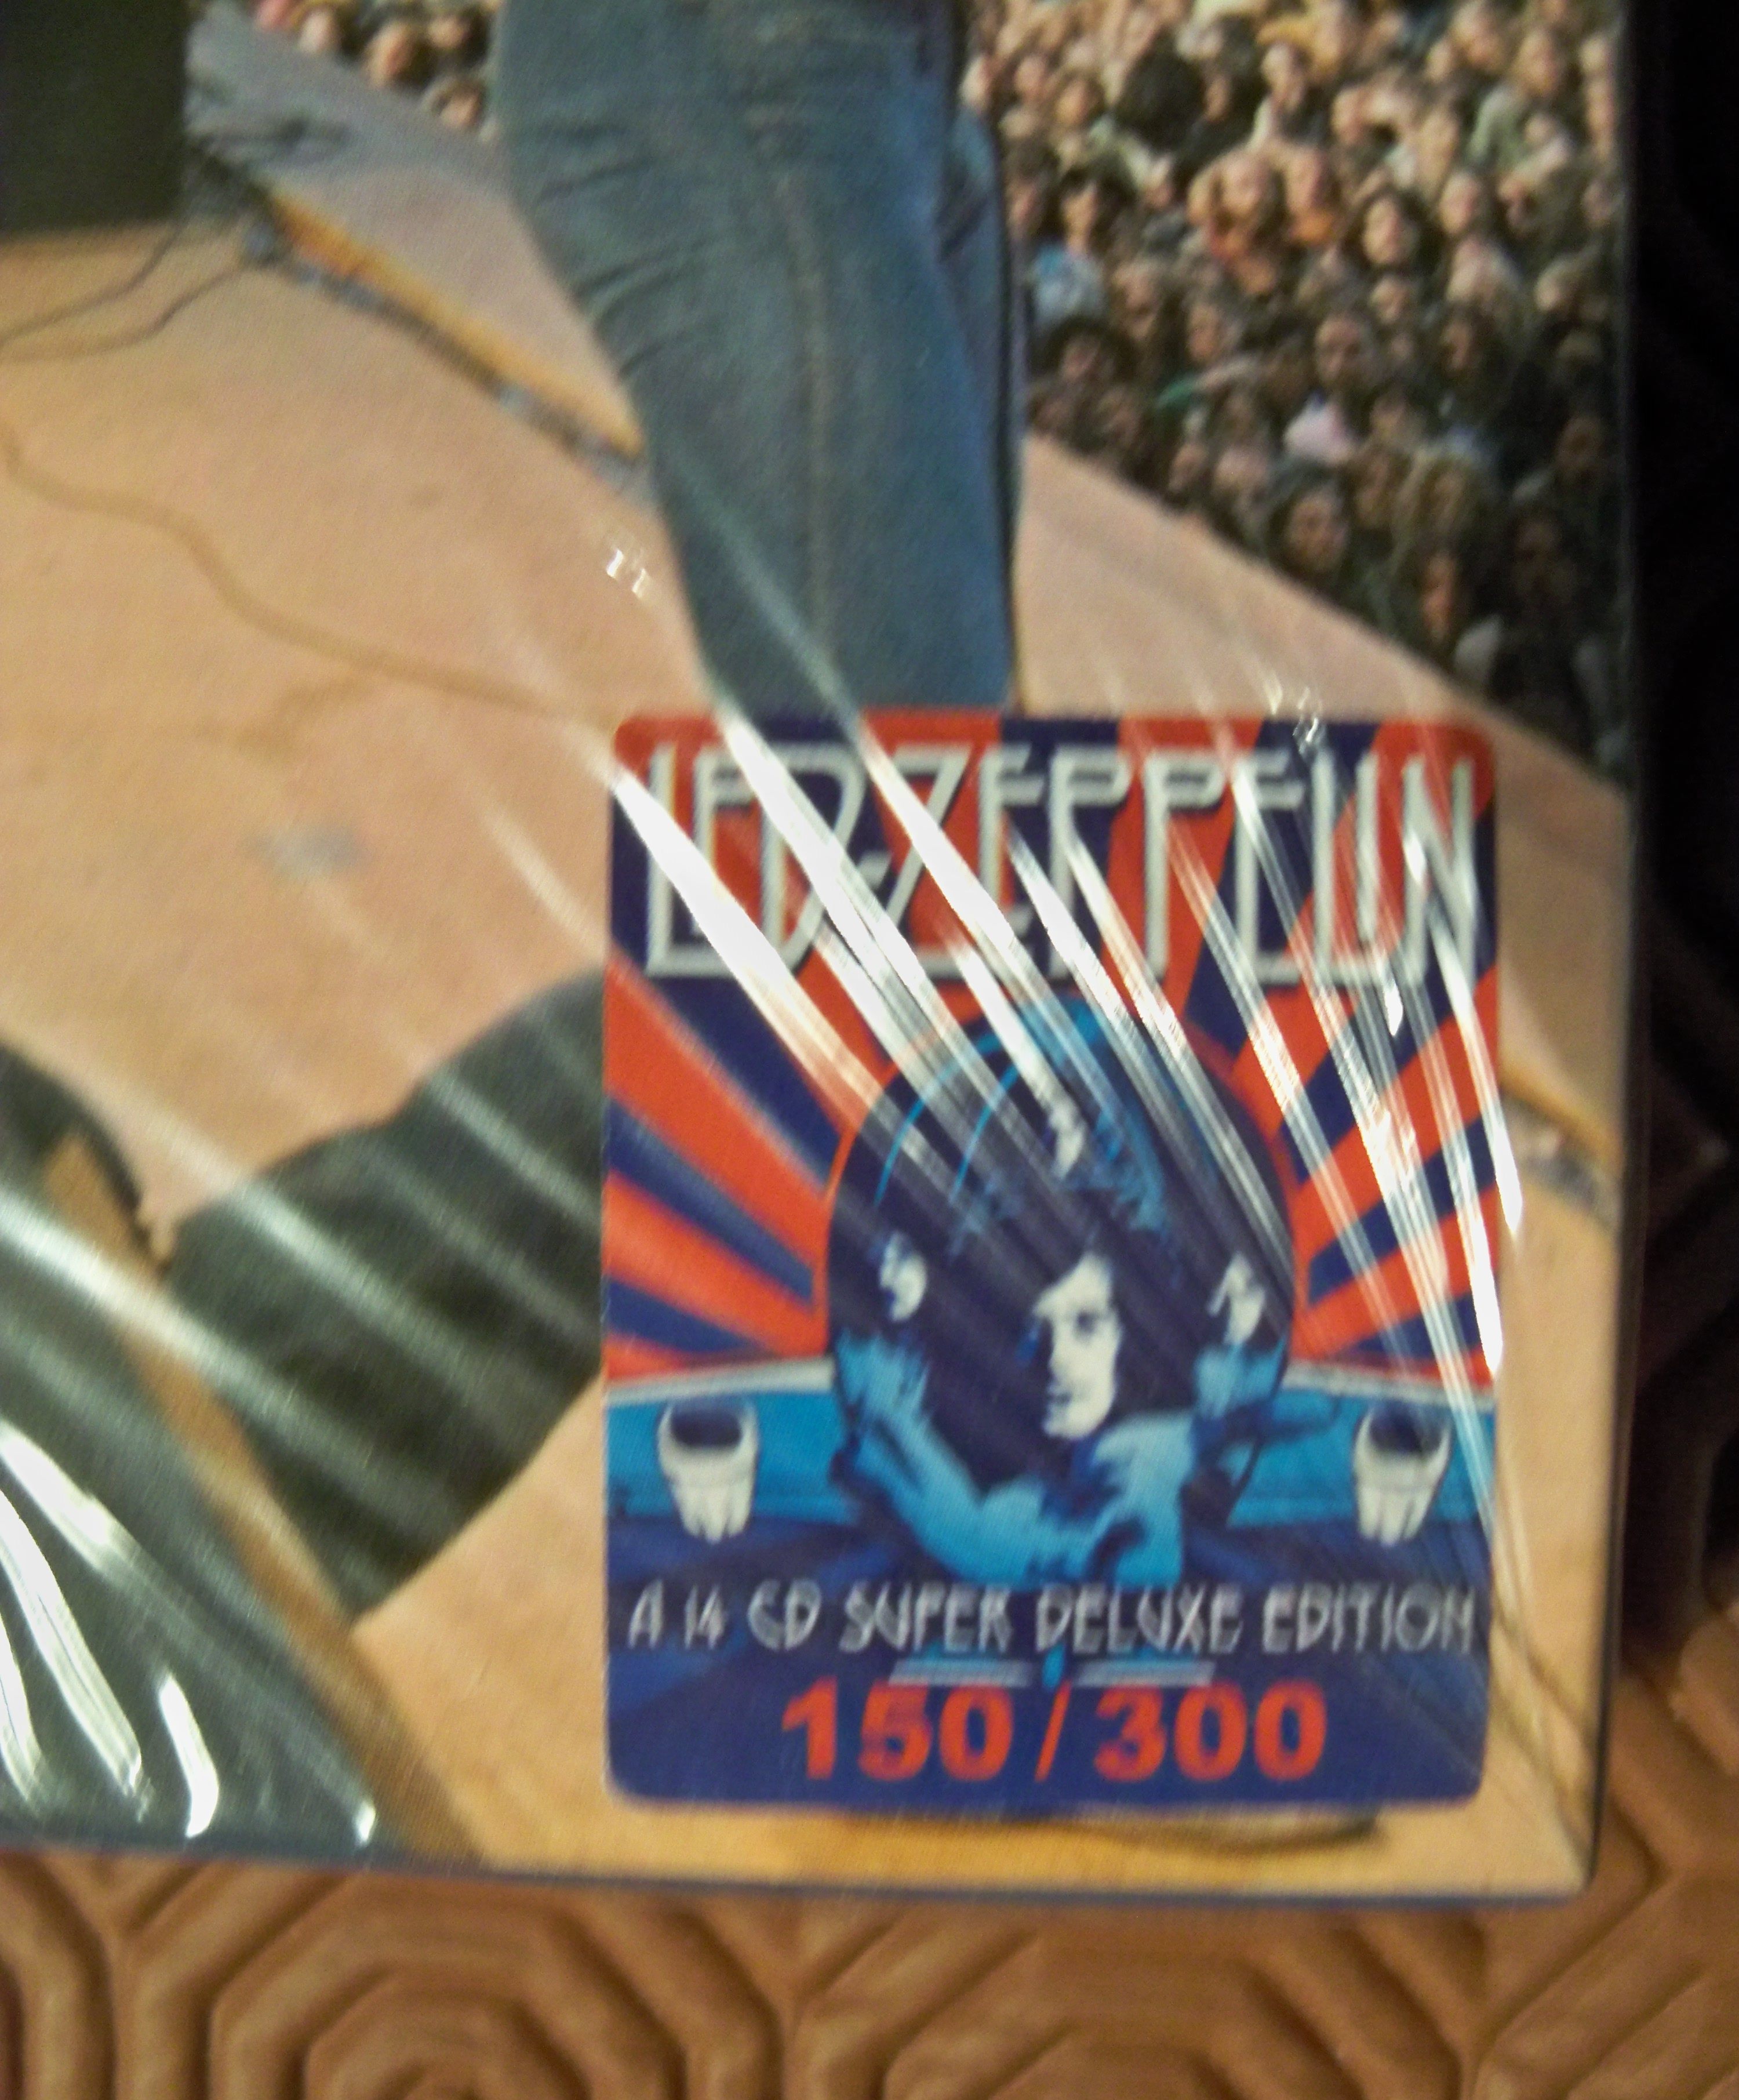 LED ZEPPELIN
A 14 CD SUPER DELUXE EDITION
150/300